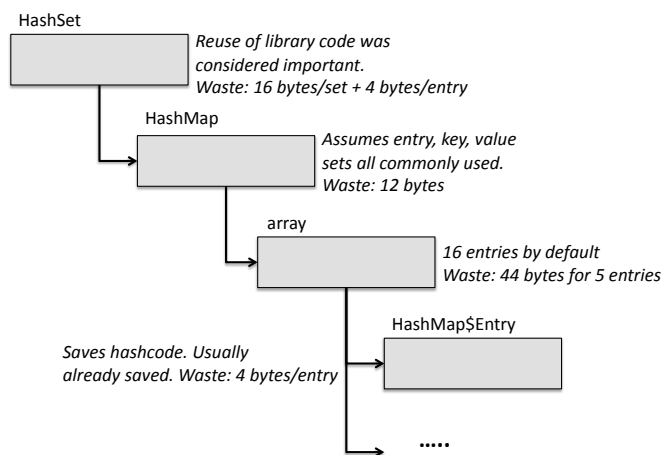 HashSet
Reuse of library code was
considered important.
Waste: 16 bytes/set + 4 bytes/entry
HashMap
Assumes entry, key, value
sets all commonly used.
Waste: 12 bytes
array
16 entries by default
Waste: 44 bytes for 5 entries
HashMap$Entry
Saves hashcode. Usually
already saved. Waste: 4 bytes/entry
.....